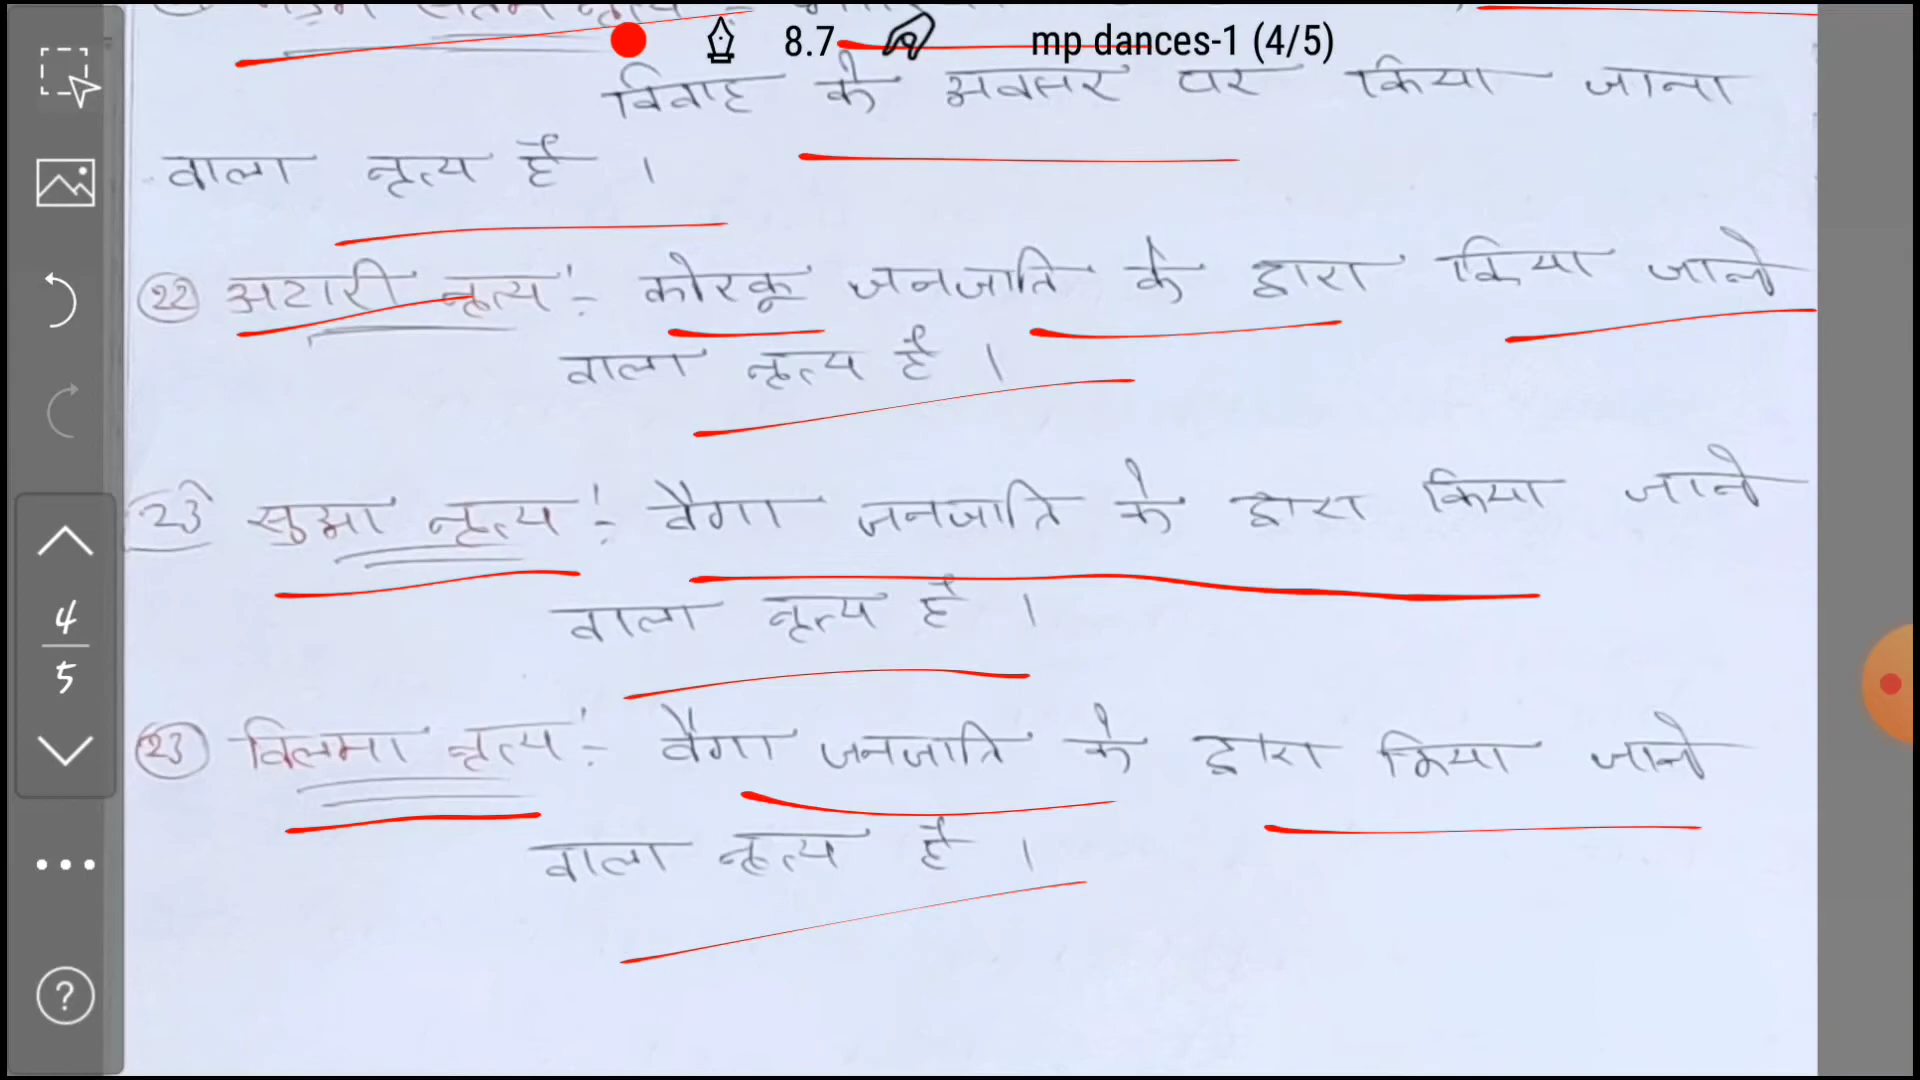 8.7 mp dances-1 (4/5)
नृत्य :-
विवाह के अवसर पर किया जाना
वाला नृत्य है ।
22 अटारी नृत्य :- कोरकू जनजाति के द्वारा किया जाने
वाला नृत्य है ।
23 सुआ नृत्य :- बैगा जनजाति के द्वारा किया जाने
वाला नृत्य है ।
23 विलमा नृत्य :- वैगा जनजाति के द्वारा किया जाने
वाला नृत्य है ।
4
5
?